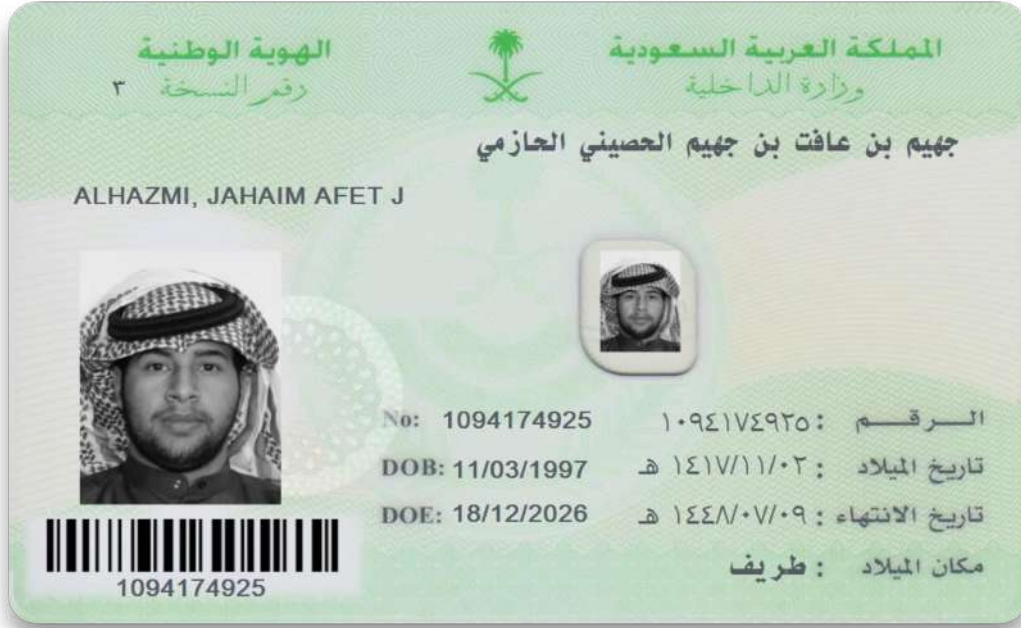 المملكة العربية السعودية
وزارة الداخلية
الهوية الوطنية
رقم النسخة ٣
جهيم بن عافت بن جهيم الحصيني الحازمي
ALHAZMI, JAHAIM AFET J
الـــرقـــم : ١٠٩٤١٧٤٩٢٥ No: 1094174925
تاريخ الميلاد : ١٤١٧/١١/٠٢ هـ DOB: 11/03/1997
تاريخ الانتهاء : ١٤٤٨/٠٧/٠٩ هـ DOE: 18/12/2026
مكان الميلاد : طريف
1094174925